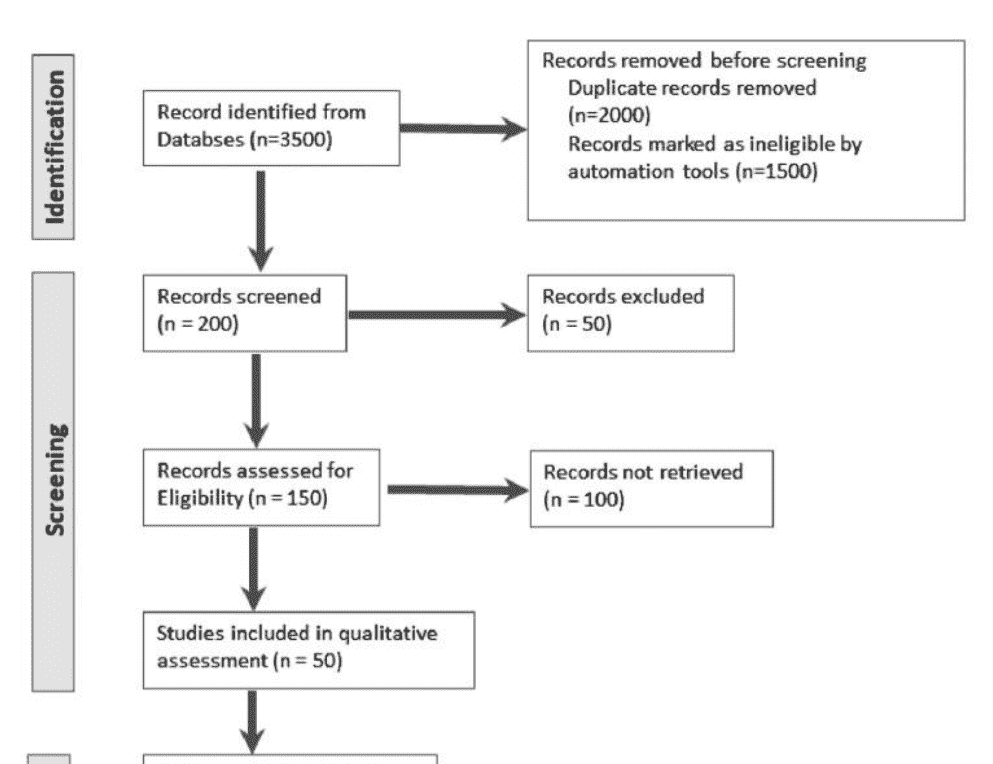 Identification
Record identified from
Databses (n=3500)
Records removed before screening
Duplicate records removed
(n=2000)
Records marked as ineligible by
automation tools (n=1500)
Screening
Records screened
(n = 200)
Records excluded
(n = 50)
Records assessed for
Eligibility (n = 150)
Records not retrieved
(n = 100)
Studies included in qualitative
assessment (n = 50)